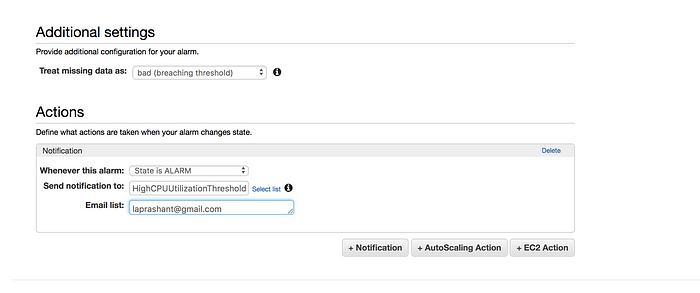 Additional settings
Provide additional configuration for your alarm.
Treat missing data as: bad (breaching threshold)
Actions
Define what actions are taken when your alarm changes state.
Notification Delete
Whenever this alarm: State is ALARM
Send notification to: HighCPUUtilizationThreshold Select list
Email list: laprashant@gmail.com
+ Notification + AutoScaling Action + EC2 Action